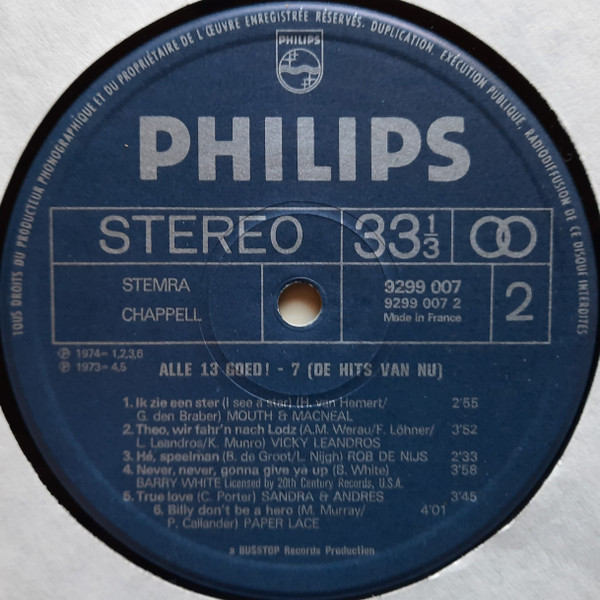 TOUS DROITS DU PRODUCTEUR PHONOGRAPHIQUE ET DU PROPRIÉTAIRE DE L'ŒUVRE ENREGISTRÉE RÉSERVÉS. DUPLICATION, EXÉCUTION PUBLIQUE, RADIODIFFUSION DE CE DISQUE INTERDITES
PHILIPS
PHILIPS
STEREO 33 1/3
STEMRA 9299 007
9299 007 2
CHAPPELL Made in France
2
℗ 1974- 1,2,3,6
℗ 1973- 4,5
ALLE 13 GOED! - 7 (DE HITS VAN NU)
1. Ik zie een ster (I see a star) (H. van Hemert/
G. den Braber) MOUTH & MACNEAL 2'55
2. Theo, wir fahr'n nach Lodz (A.M. Werau/F. Löhner/
L. Leandros/K. Munro) VICKY LEANDROS 3'52
3. Hé, speelman (B. de Groot/L. Nijgh) ROB DE NIJS 2'33
4. Never, never, gonna give ya up (B. White) 3'58
BARRY WHITE Licensed by 20th Century Records, U.S.A.
5. True love (C. Porter) SANDRA & ANDRES 3'45
6. Billy don't be a hero (M. Murray/ 4'01
P. Callander) PAPER LACE
a BUSSTOP Records Production